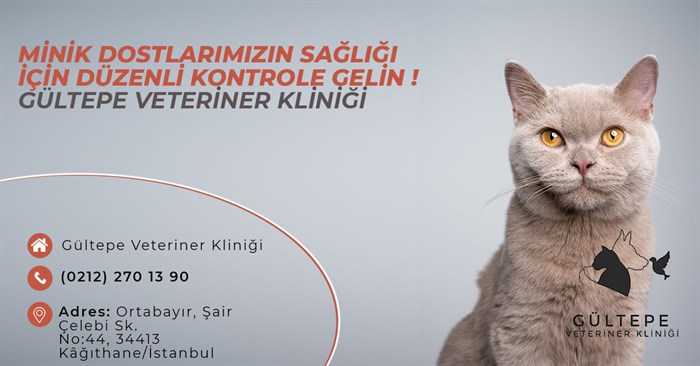 MİNİK DOSTLARIMIZIN SAĞLIĞI
İÇİN DÜZENLİ KONTROLE GELİN !
GÜLTEPE VETERİNER KLİNİĞİ
Gültepe Veteriner Kliniği
(0212) 270 13 90
Adres: Ortabayır, Şair
Çelebi Sk.
No:44, 34413
Kâğıthane/İstanbul
GÜLTEPE
VETERİNER KLİNİĞİ